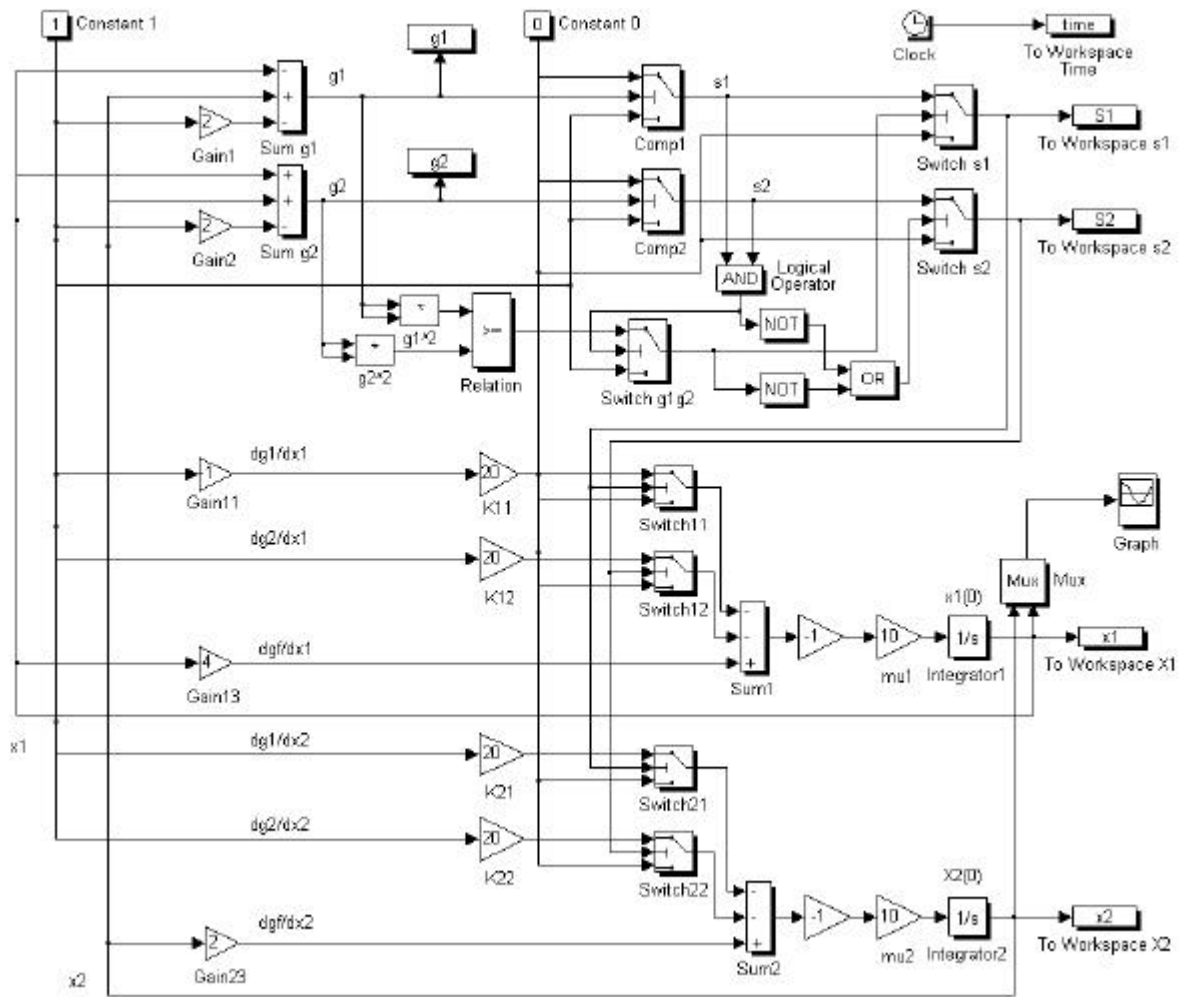 1 Constant 1
g1
0 Constant 0
Clock
time
To Workspace
Time
-
+
-
g1
2
Gain1
Sum g1
Comp1
s1
Switch s1
S1
To Workspace s1
+
+
-
g2
g2
2
Gain2
Sum g2
Comp2
s2
Switch s2
S2
To Workspace s2
AND
Logical
Operator
g1^2
g2^2
>=
Relation
Switch g1g2
NOT
NOT
OR
dg1/dx1
1
Gain11
20
K11
Switch11
dg2/dx1
20
K12
Switch12
Graph
Mux
Mux
dgf/dx1
4
Gain13
-
-
+
Sum1
-1
10
mu1
x1(0)
1/s
Integrator1
x1
To Workspace X1
x1
dg1/dx2
20
K21
Switch21
dg2/dx2
20
K22
Switch22
dgf/dx2
2
Gain23
-
-
+
Sum2
-1
10
mu2
X2(0)
1/s
Integrator2
x2
To Workspace X2
x2